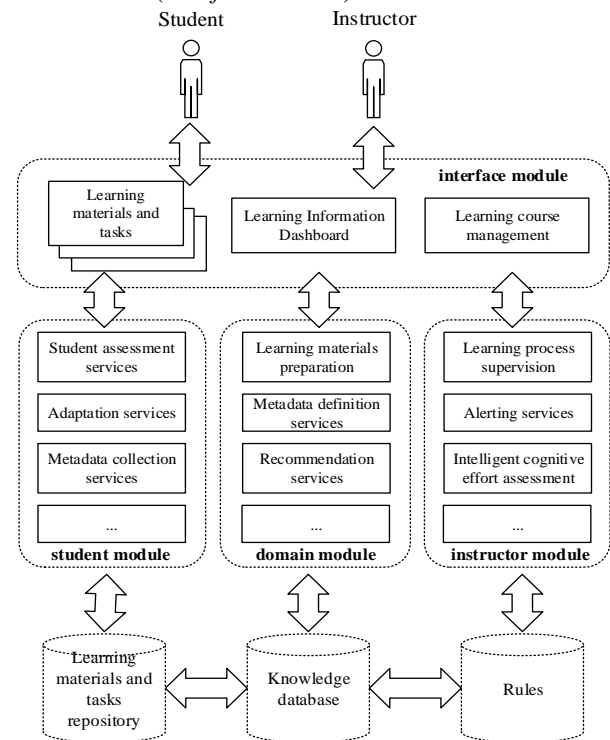 Student
Instructor
interface module
Learning
materials and
tasks
Learning Information
Dashboard
Learning course
management
Student assessment
services
Adaptation services
Metadata collection
services
...
student module
Learning materials
preparation
Metadata definition
services
Recommendation
services
...
domain module
Learning process
supervision
Alerting services
Intelligent cognitive
effort assessment
...
instructor module
Learning
materials and
tasks
repository
Knowledge
database
Rules